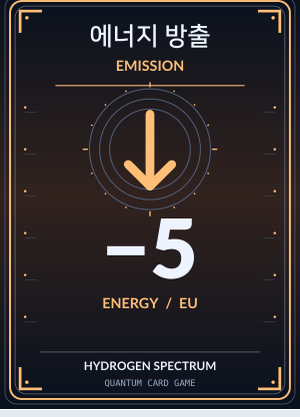 에너지 방출
EMISSION
−5
ENERGY / EU
HYDROGEN SPECTRUM
QUANTUM CARD GAME